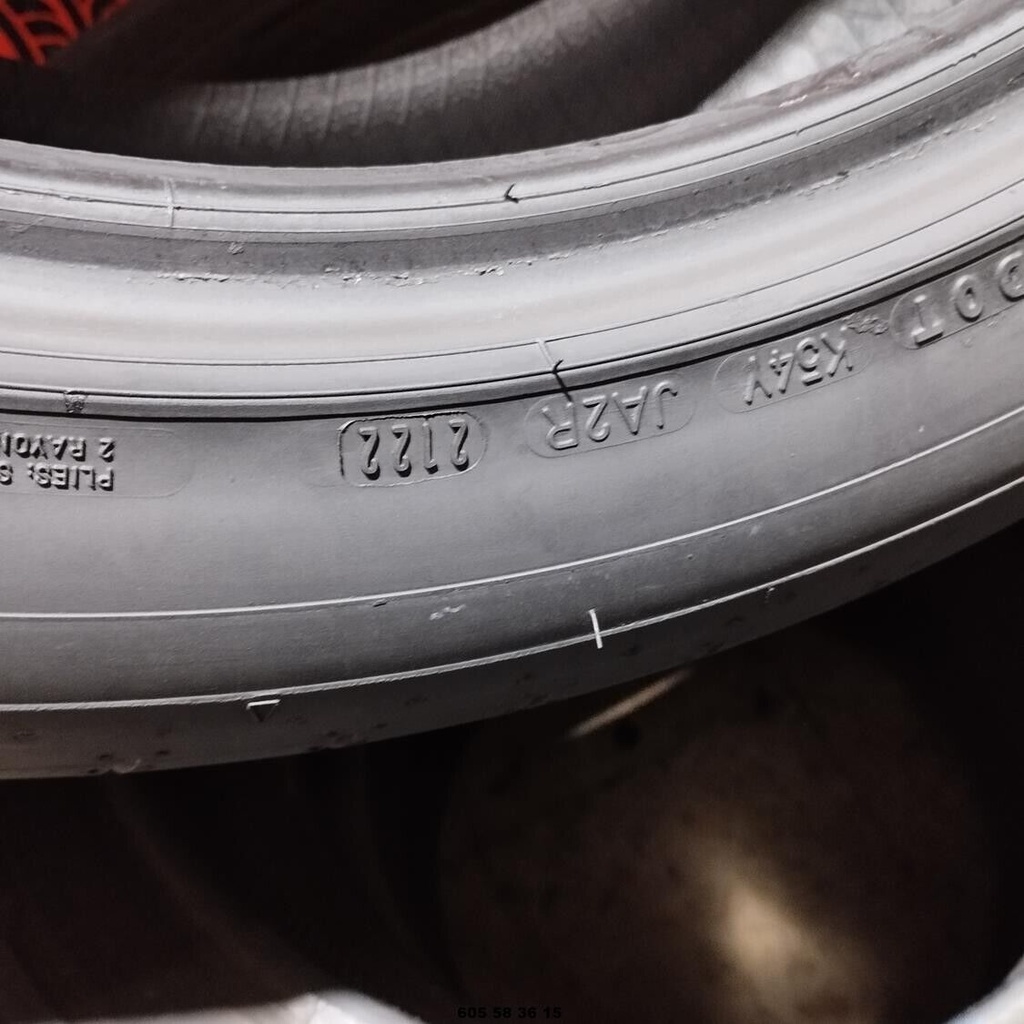 DOT K54Y JA2R 2122
PLIES:
2 RAYON
605 58 36 15